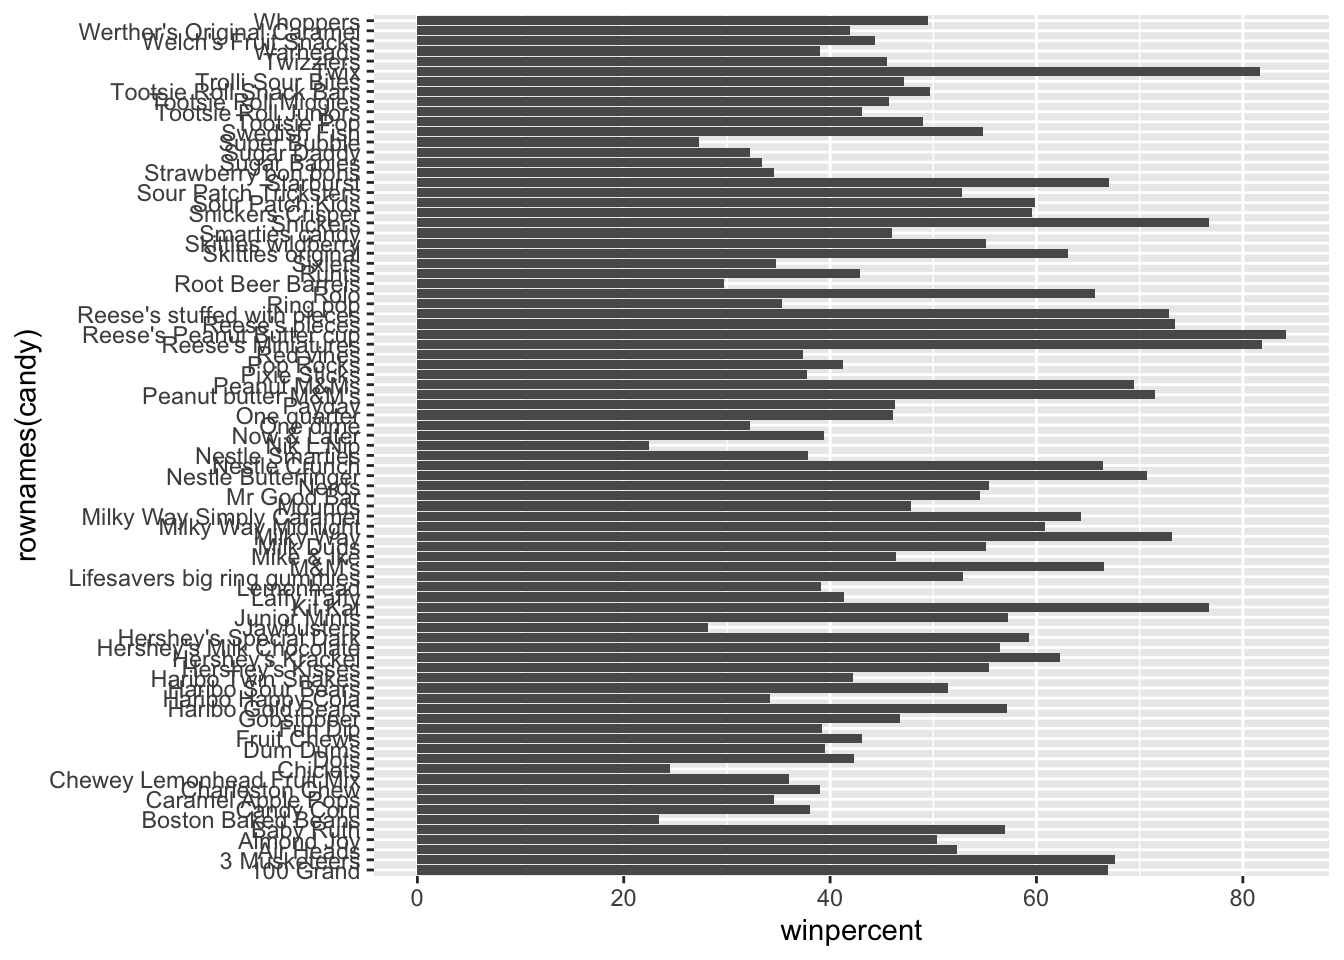 Whoppers
Werther's Original Caramel
Welch's Fruit Snacks
Warheads
Twizzlers
Twix
Trolli Sour Bites
Tootsie Roll Snack Bars
Tootsie Roll Midgies
Tootsie Roll Juniors
Tootsie Pop
Swedish Fish
Super Bubble
Sugar Daddy
Sugar Babies
Strawberry bon bons
Starburst
Sour Patch Tricksters
Sour Patch Kids
Snickers Crisper
Snickers
Smarties candy
Skittles wildberry
Skittles original
Sixlets
Runts
Root Beer Barrels
Rolo
Ring pop
Reese's stuffed with pieces
Reese's pieces
Reese's Peanut Butter cup
Reese's Miniatures
Red vines
Pop Rocks
Pixie Sticks
Peanut M&Ms
Peanut butter M&M's
Payday
One quarter
One dime
Now & Later
Nik L Nip
Nestle Smarties
Nestle Crunch
Nestle Butterfinger
Nerds
Mr Good Bar
Mounds
Milky Way Simply Caramel
Milky Way Midnight
Milky Way
Milk Duds
Mike & Ike
M&M's
Lifesavers big ring gummies
Lemonhead
Laffy Taffy
Kit Kat
Junior Mints
Jawbusters
Hershey's Special Dark
Hershey's Milk Chocolate
Hershey's Krackel
Hershey's Kisses
Haribo Twin Snakes
Haribo Sour Bears
Haribo Happy Cola
Haribo Gold Bears
Gobstopper
Fun Dip
Fruit Chews
Dum Dums
Dots
Chiclets
Chewey Lemonhead Fruit Mix
Charleston Chew
Caramel Apple Pops
Candy Corn
Boston Baked Beans
Baby Ruth
Almond Joy
Air Heads
3 Musketeers
100 Grand
rownames(candy)
0 20 40 60 80
winpercent